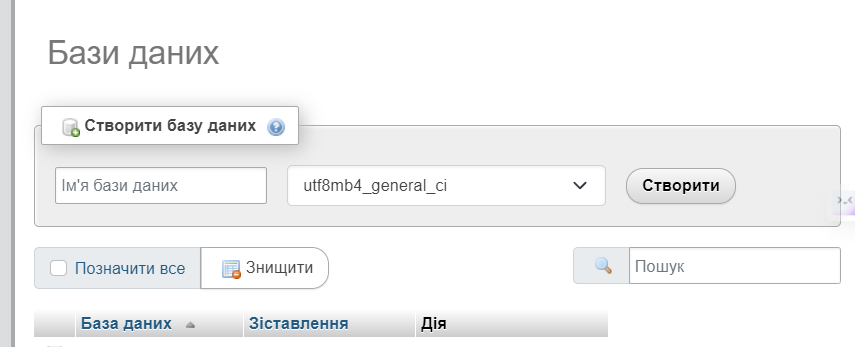 Бази даних
Створити базу даних
Ім'я бази даних
utf8mb4_general_ci
Створити
Позначити все
Знищити
Пошук
База даних
Зіставлення
Дія